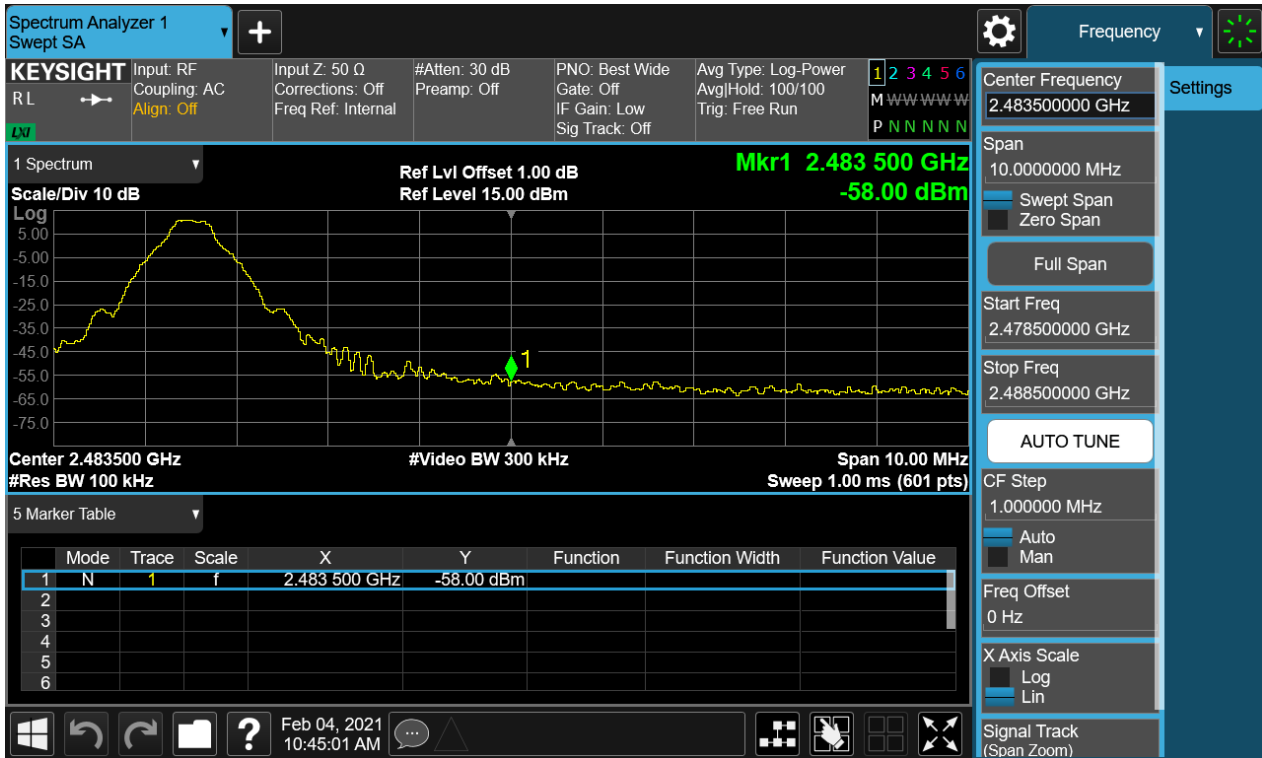 Spectrum Analyzer 1
Swept SA
+
Frequency
KEYSIGHT
R L
LXI
Input: RF
Coupling: AC
Align: Off
Input Z: 50 Ω
Corrections: Off
Freq Ref: Internal
#Atten: 30 dB
Preamp: Off
PNO: Best Wide
Gate: Off
IF Gain: Low
Sig Track: Off
Avg Type: Log-Power
Avg|Hold: 100/100
Trig: Free Run
1 2 3 4 5 6
M W W W W W
P N N N N N
1 Spectrum
Scale/Div 10 dB
Ref Lvl Offset 1.00 dB
Ref Level 15.00 dBm
Mkr1 2.483 500 GHz
-58.00 dBm
Log
5.00
-5.00
-15.0
-25.0
-35.0
-45.0
-55.0
-65.0
-75.0
1
Center 2.483500 GHz
#Video BW 300 kHz
Span 10.00 MHz
#Res BW 100 kHz
Sweep 1.00 ms (601 pts)
5 Marker Table
Mode Trace Scale X Y Function Function Width Function Value
1 N 1 f 2.483 500 GHz -58.00 dBm
2
3
4
5
6
?
Feb 04, 2021
10:45:01 AM
Center Frequency
2.483500000 GHz
Settings
Span
10.0000000 MHz
Swept Span
Zero Span
Full Span
Start Freq
2.478500000 GHz
Stop Freq
2.488500000 GHz
AUTO TUNE
CF Step
1.000000 MHz
Auto
Man
Freq Offset
0 Hz
X Axis Scale
Log
Lin
Signal Track
(Span Zoom)